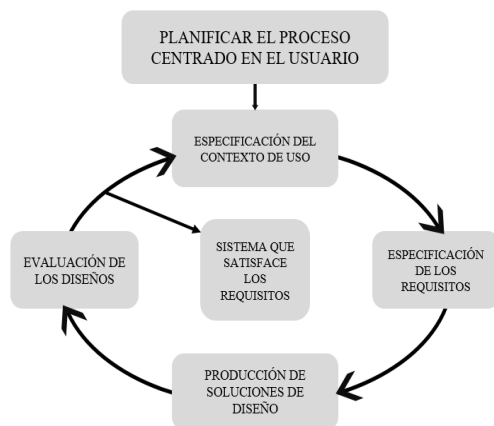 PLANIFICAR EL PROCESO
CENTRADO EN EL USUARIO
ESPECIFICACIÓN DEL
CONTEXTO DE USO
EVALUACIÓN DE
LOS DISEÑOS
SISTEMA QUE
SATISFACE
LOS
REQUISITOS
ESPECIFICACIÓN
DE LOS
REQUISITOS
PRODUCCIÓN DE
SOLUCIONES DE
DISEÑO